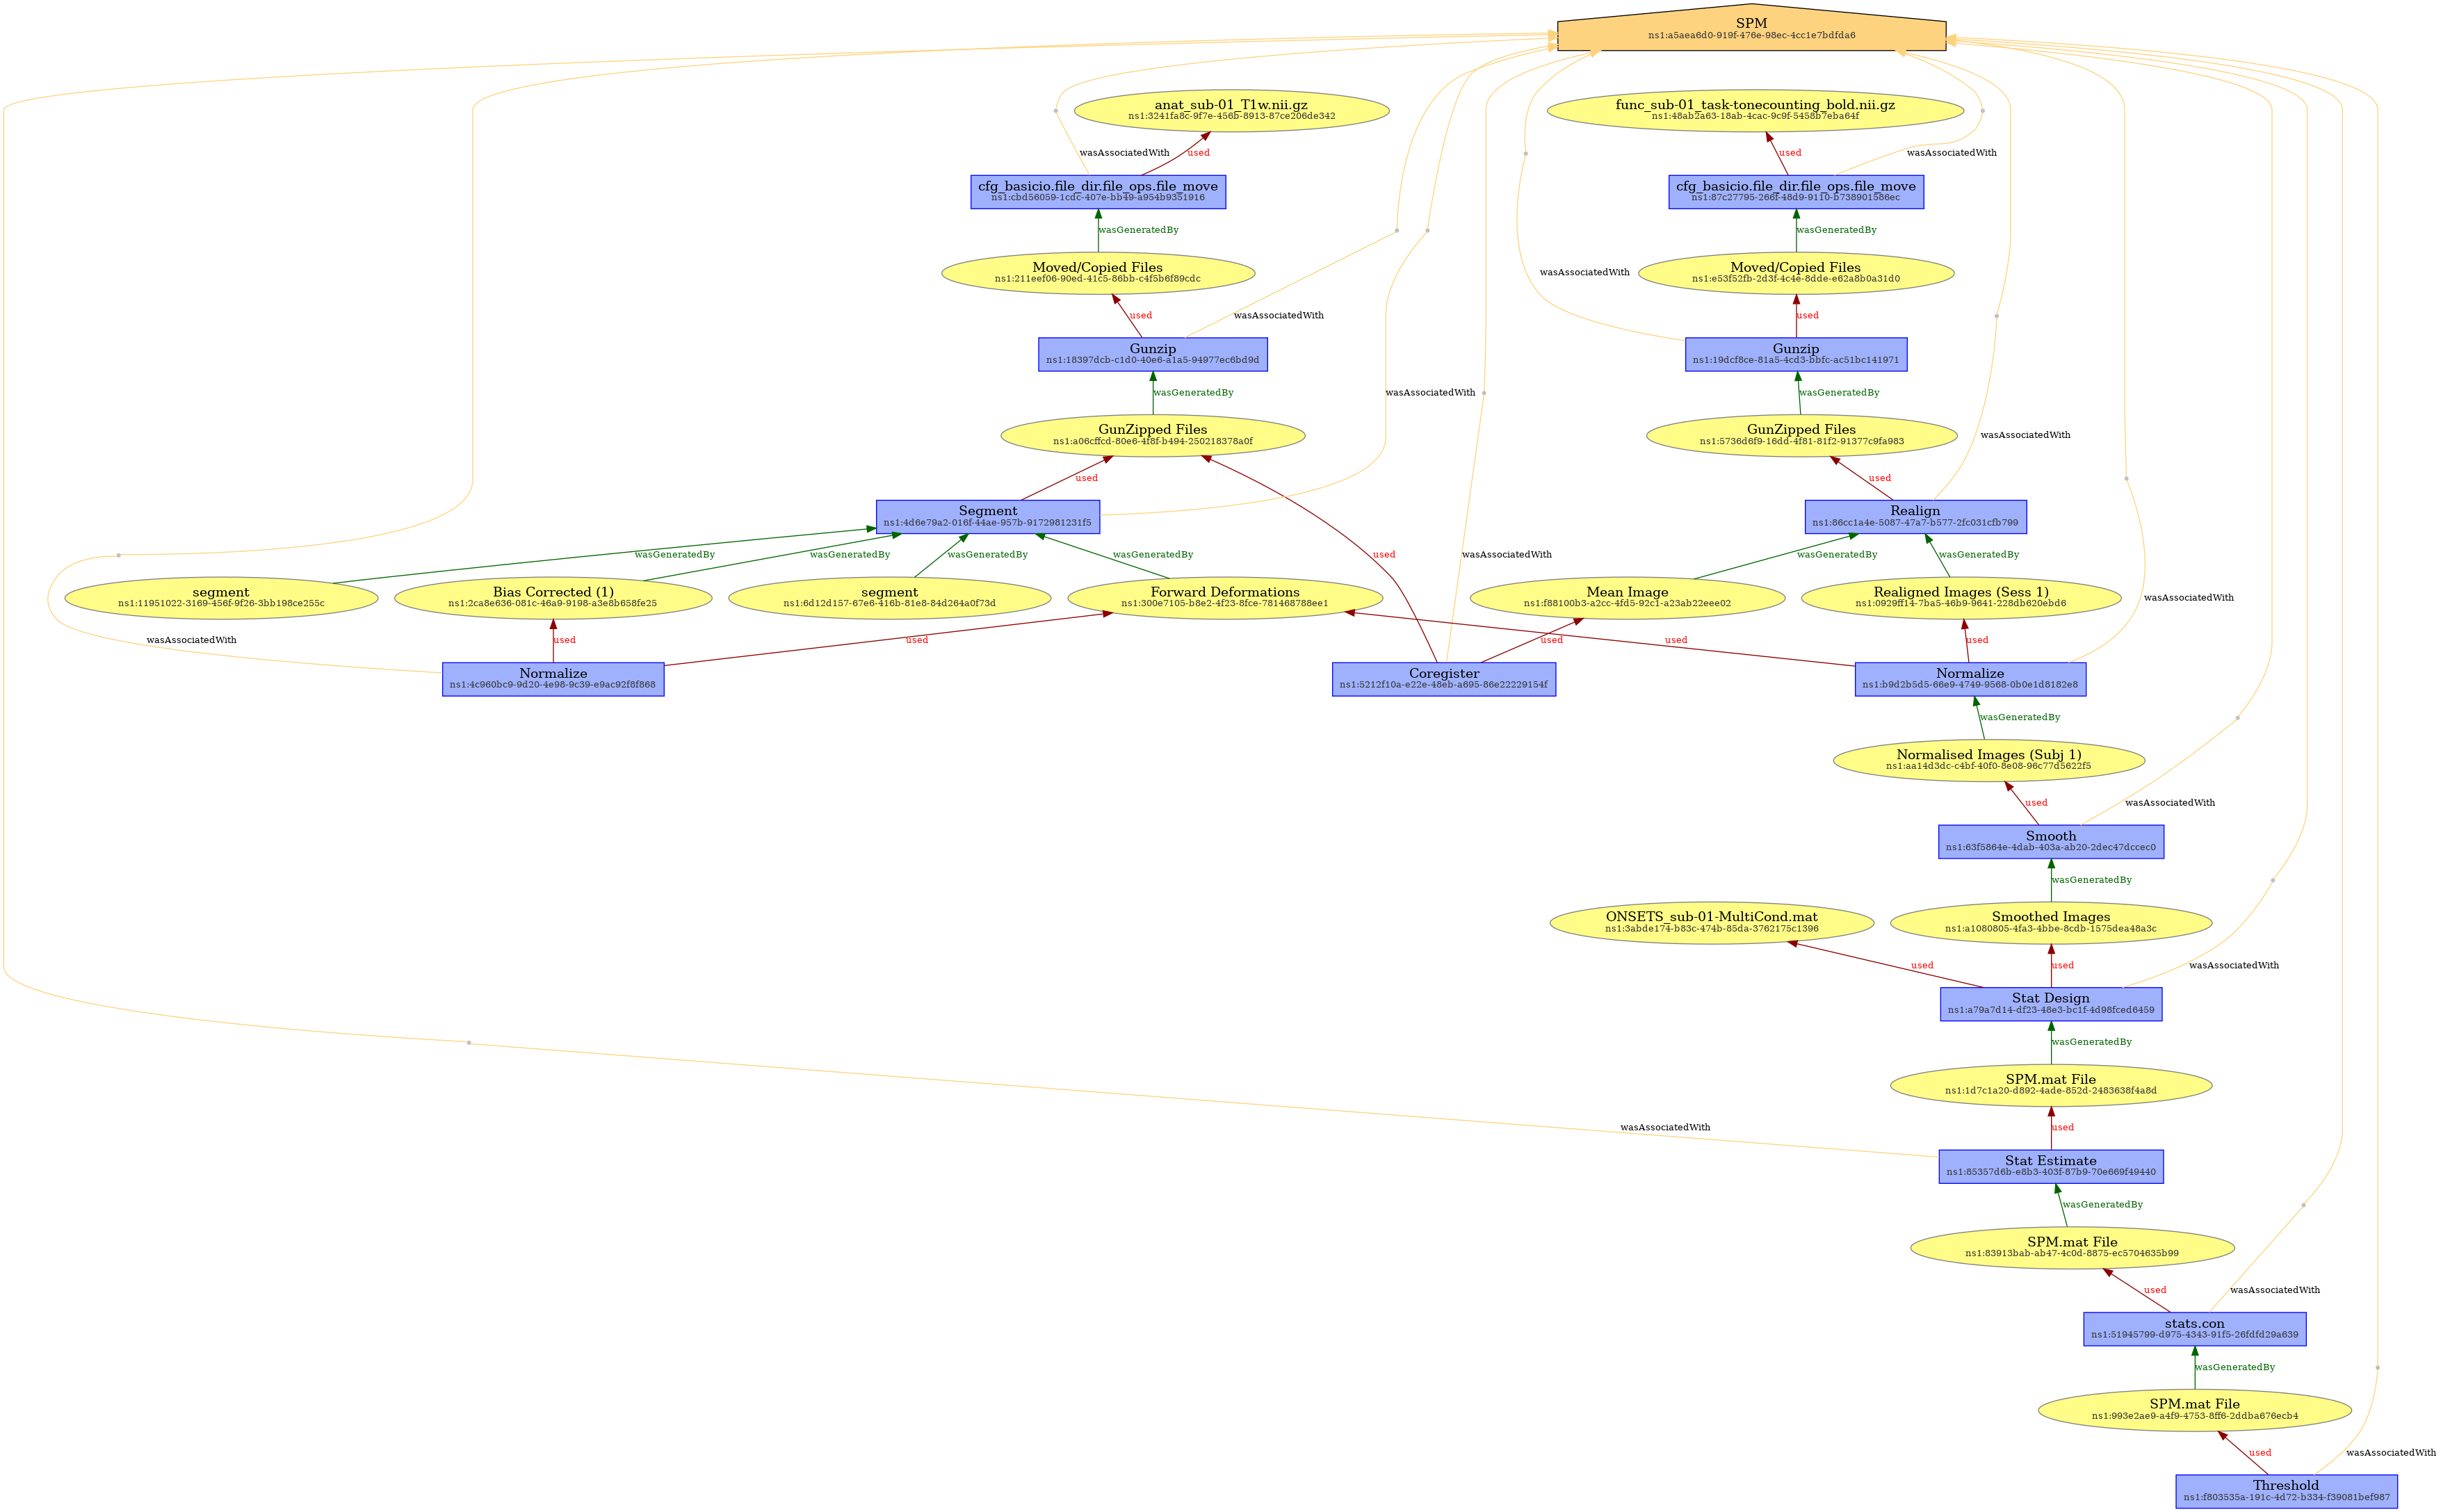 SPM
ns1:a5aea6d0-919f-476e-98ec-4cc1e7bdfda6
anat_sub-01_T1w.nii.gz
ns1:3241fa8c-9f7e-456b-8913-87ce206de342
func_sub-01_task-tonecounting_bold.nii.gz
ns1:48ab2a63-18ab-4cac-9c9f-5458b7eba64f
wasAssociatedWith
used
used
wasAssociatedWith
cfg_basicio.file_dir.file_ops.file_move
ns1:cbd56059-1cdc-407e-bb49-a954b9351916
cfg_basicio.file_dir.file_ops.file_move
ns1:87c27795-266f-48d9-9110-b738901586ec
wasGeneratedBy
wasGeneratedBy
Moved/Copied Files
ns1:211eef06-90ed-41c5-86bb-c4f5b6f89cdc
wasAssociatedWith
Moved/Copied Files
ns1:e53f52fb-2d3f-4c4e-8dde-e62a8b0a31d0
used
wasAssociatedWith
used
Gunzip
ns1:18397dcb-c1d0-40e6-a1a5-94977ec6bd9d
Gunzip
ns1:19dcf8ce-81a5-4cd3-bbfc-ac51bc141971
wasGeneratedBy
wasAssociatedWith
wasGeneratedBy
GunZipped Files
ns1:a06cffcd-80e6-4f8f-b494-250218378a0f
GunZipped Files
ns1:5736d6f9-16dd-4f81-81f2-91377c9fa983
wasAssociatedWith
used
used
Segment
ns1:4d6e79a2-016f-44ae-957b-9172981231f5
Realign
ns1:86cc1a4e-5087-47a7-b577-2fc031cfb799
wasGeneratedBy
wasGeneratedBy
wasGeneratedBy
wasGeneratedBy
used
wasAssociatedWith
wasGeneratedBy
wasGeneratedBy
segment
ns1:11951022-3169-456f-9f26-3bb198ce255c
Bias Corrected (1)
ns1:2ca8e636-081c-46a9-9198-a3e8b658fe25
segment
ns1:6d12d157-67e6-416b-81e8-84d264a0f73d
Forward Deformations
ns1:300e7105-b8e2-4f23-8fce-781468788ee1
Mean Image
ns1:f88100b3-a2cc-4fd5-92c1-a23ab22eee02
Realigned Images (Sess 1)
ns1:0929ff14-7ba5-46b9-9641-228db620ebd6
wasAssociatedWith
wasAssociatedWith
used
used
used
used
used
Normalize
ns1:4c960bc9-9d20-4e98-9c39-e9ac92f8f868
Coregister
ns1:5212f10a-e22e-48eb-a695-86e22229154f
Normalize
ns1:b9d2b5d5-66e9-4749-9568-0b0e1d8182e8
wasGeneratedBy
Normalised Images (Subj 1)
ns1:aa14d3dc-c4bf-40f0-8e08-96c77d5622f5
used
wasAssociatedWith
Smooth
ns1:63f5864e-4dab-403a-ab20-2dec47dccec0
wasGeneratedBy
ONSETS_sub-01-MultiCond.mat
ns1:3abde174-b83c-474b-85da-3762175c1396
Smoothed Images
ns1:a1080805-4fa3-4bbe-8cdb-1575dea48a3c
used
used
wasAssociatedWith
Stat Design
ns1:a79a7d14-df23-48e3-bc1f-4d98fced6459
wasGeneratedBy
SPM.mat File
ns1:1d7c1a20-d892-4ade-852d-2483638f4a8d
wasAssociatedWith
used
Stat Estimate
ns1:85357d6b-e8b3-403f-87b9-70e669f49440
wasGeneratedBy
SPM.mat File
ns1:83913bab-ab47-4c0d-8875-ec5704635b99
used
wasAssociatedWith
stats.con
ns1:51945799-d975-4343-91f5-26fdfd29a639
wasGeneratedBy
SPM.mat File
ns1:993e2ae9-a4f9-4753-8ff6-2ddba676ecb4
used
wasAssociatedWith
Threshold
ns1:f803535a-191c-4d72-b334-f39081bef987